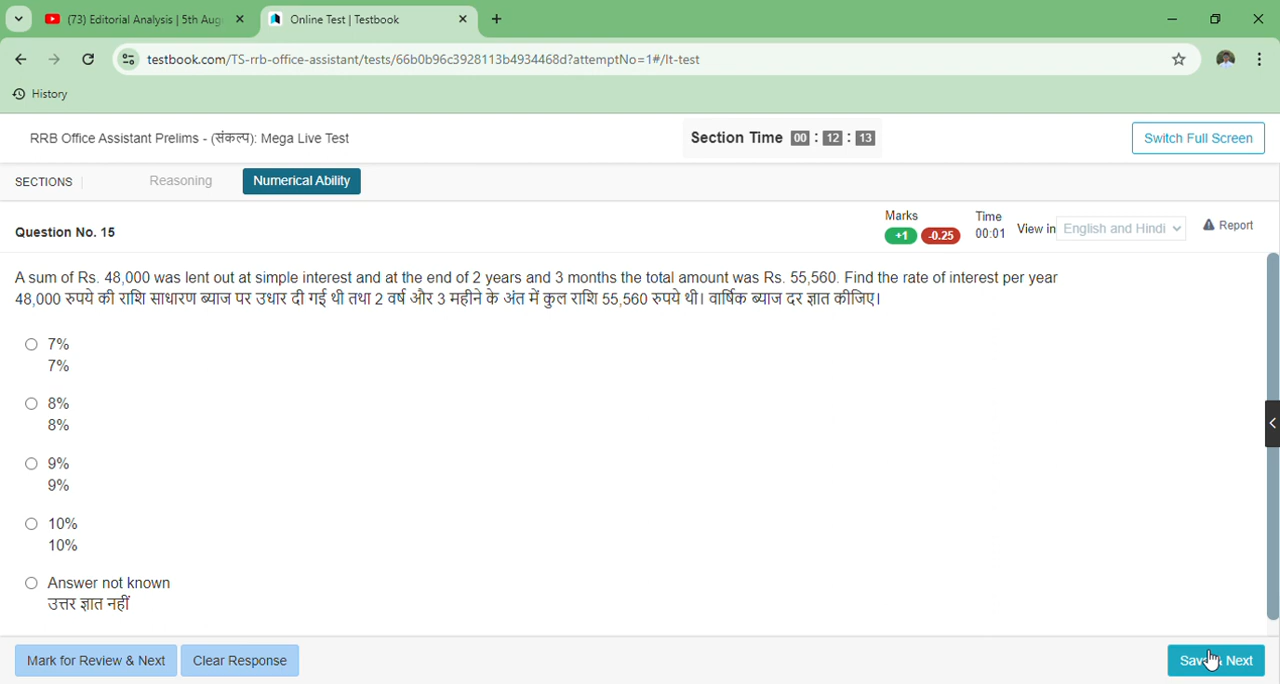 (73) Editorial Analysis | 5th Aug
Online Test | Testbook
testbook.com/TS-rrb-office-assistant/tests/66b0b96c3928113b4934468d?attemptNo=1#/lt-test
History
RRB Office Assistant Prelims - (संकल्प): Mega Live Test
Section Time 00 : 12 : 13
Switch Full Screen
SECTIONS
Reasoning
Numerical Ability
Question No. 15
Marks
+1 -0.25
Time
00:01
View in English and Hindi
Report
A sum of Rs. 48,000 was lent out at simple interest and at the end of 2 years and 3 months the total amount was Rs. 55,560. Find the rate of interest per year
48,000 रुपये की राशि साधारण ब्याज पर उधार दी गई थी तथा 2 वर्ष और 3 महीने के अंत में कुल राशि 55,560 रुपये थी। वार्षिक ब्याज दर ज्ञात कीजिए।
7%
7%
8%
8%
9%
9%
10%
10%
Answer not known
उत्तर ज्ञात नहीं
Mark for Review & Next
Clear Response
Save & Next